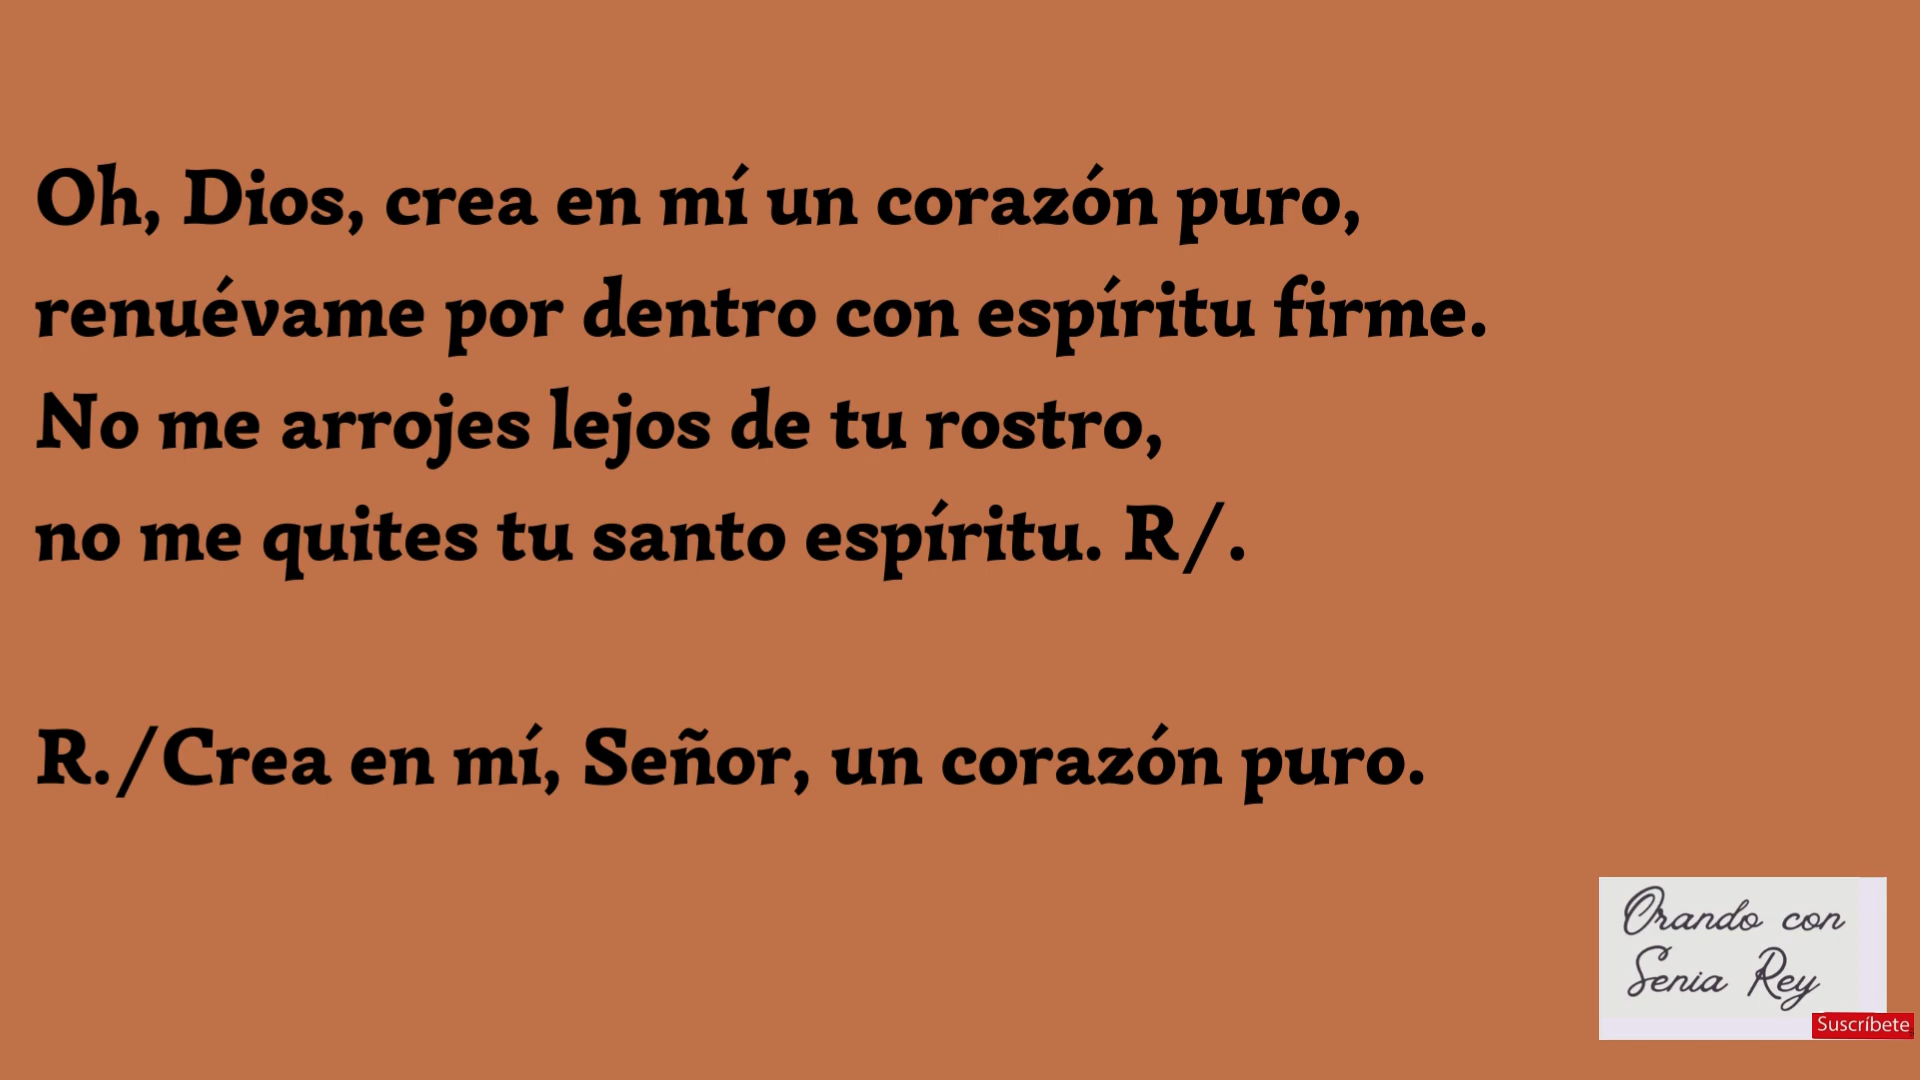 Oh, Dios, crea en mí un corazón puro,
renuévame por dentro con espíritu firme.
No me arrojes lejos de tu rostro,
no me quites tu santo espíritu. R/.
R./Crea en mí, Señor, un corazón puro.
Orando con
Senia Rey
Suscríbete